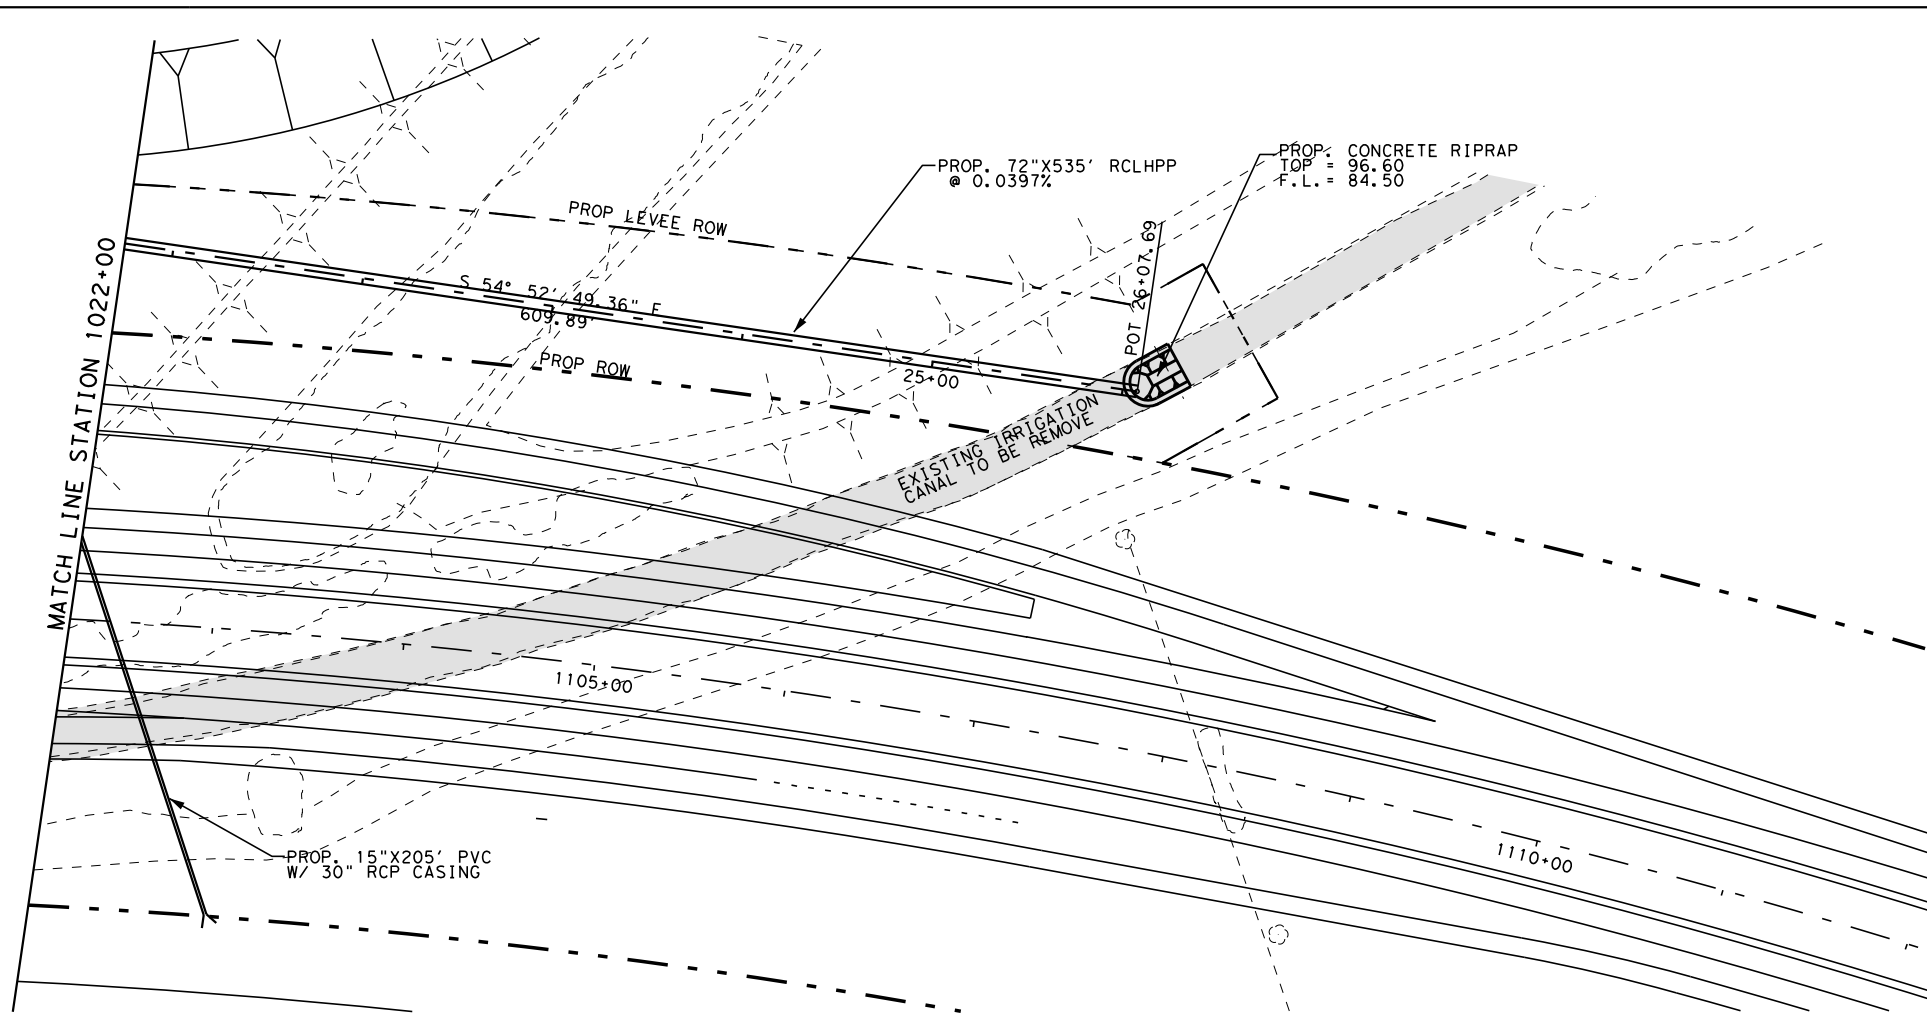 PROP. CONCRETE RIPRAP
TOP = 96.60
F.L.= 84.50
PROP. 72"X535' RCLHPP
@ 0.0397%
PROP LEVEE ROW
POT 26+07.69
MATCH LINE STATION 1022+00
S 54° 52' 49.36" E
609.89'
PROP ROW
25+00
EXISTING IRRIGATION
CANAL TO BE REMOVE
1105+00
PROP. 15"X205' PVC
W/ 30" RCP CASING
1110+00